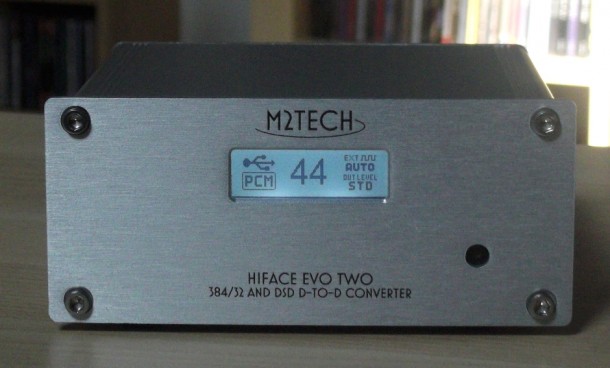 M2TECH
PCM
44
EXT
AUTO
OUT LEVEL
STD
HIFACE EVO TWO
384/32 AND DSD D-TO-D CONVERTER